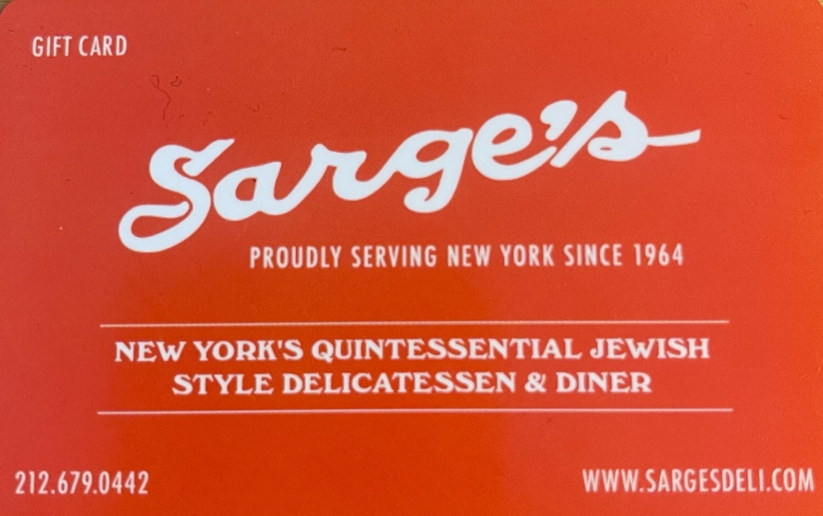 GIFT CARD
Sarge's
PROUDLY SERVING NEW YORK SINCE 1964
NEW YORK'S QUINTESSENTIAL JEWISH
STYLE DELICATESSEN & DINER
212.679.0442
WWW.SARGESDELI.COM